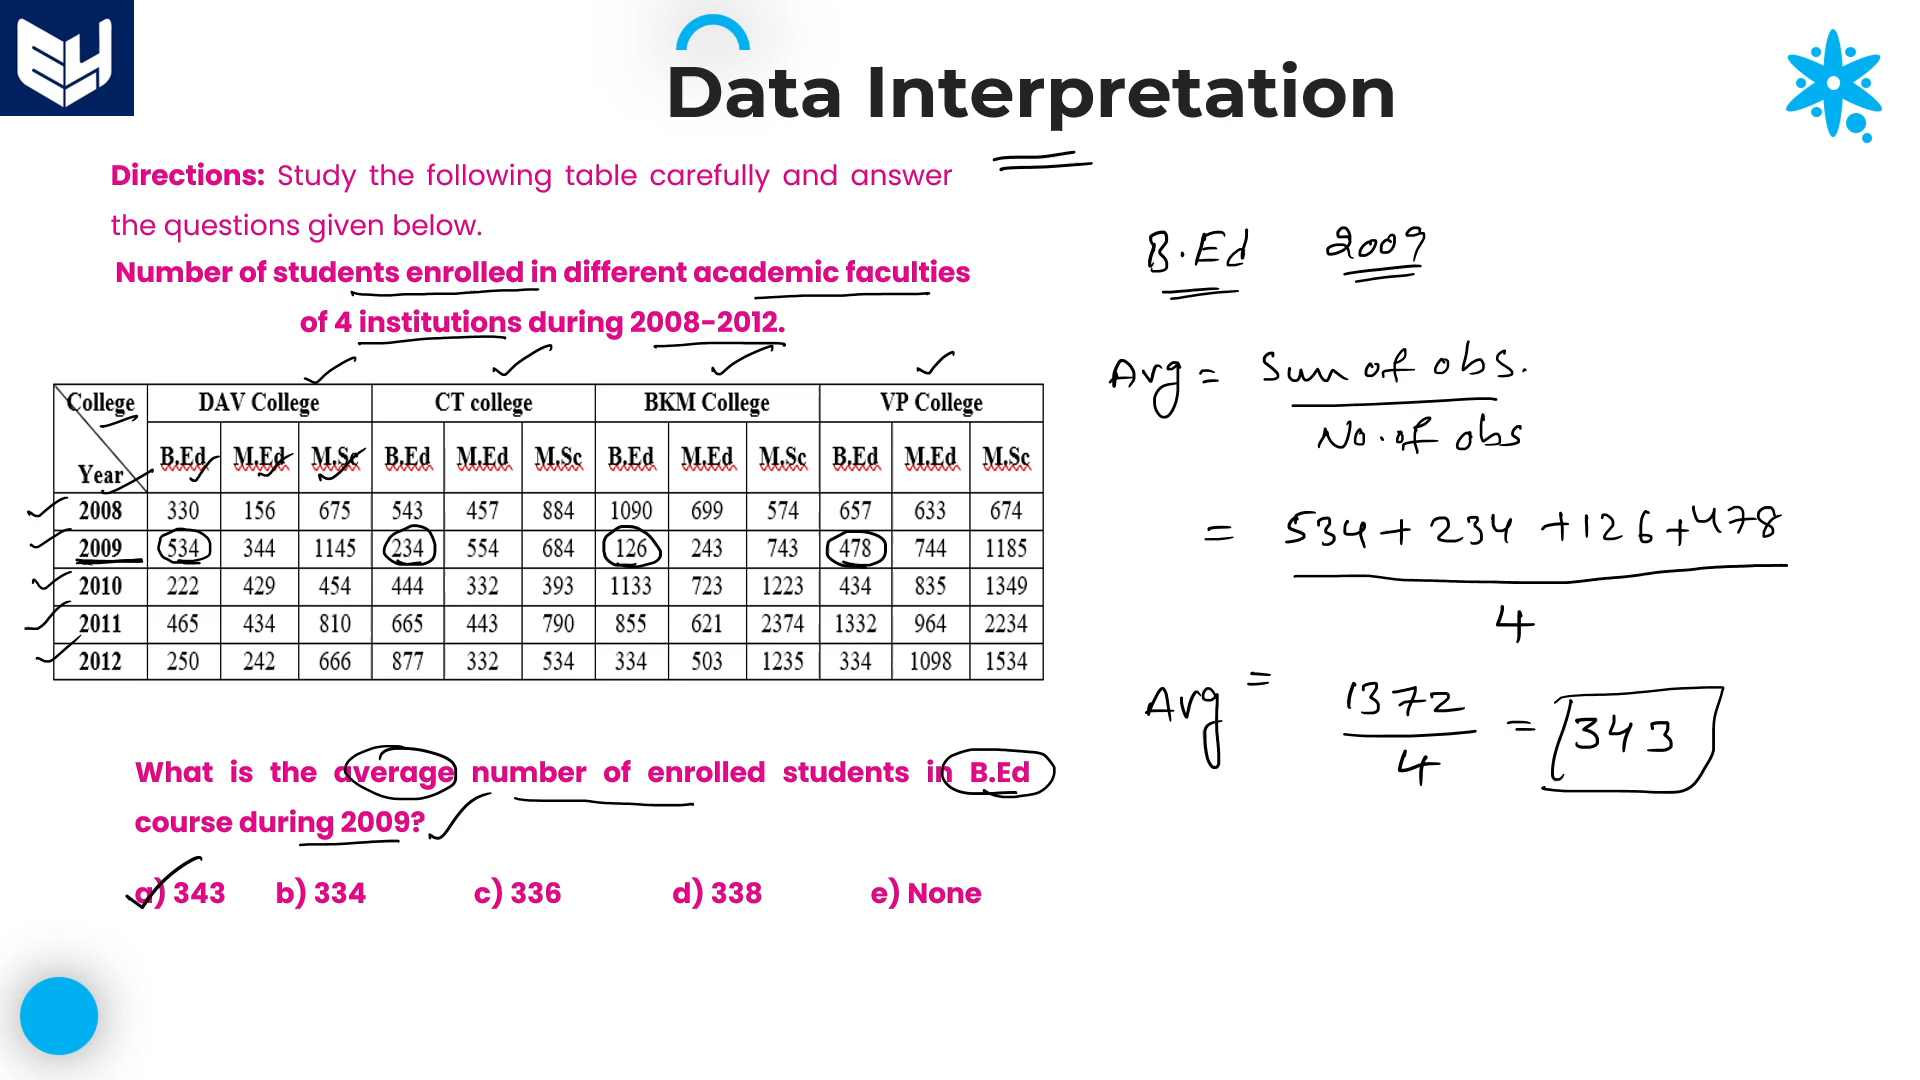 Data Interpretation
Directions: Study the following table carefully and answer
the questions given below.
Number of students enrolled in different academic faculties
of 4 institutions during 2008-2012.
College DAV College CT college BKM College VP College
Year B.Ed M.Ed M.Sc B.Ed M.Ed M.Sc B.Ed M.Ed M.Sc B.Ed M.Ed M.Sc
2008 330 156 675 543 457 884 1090 699 574 657 633 674
2009 534 344 1145 234 554 684 126 243 743 478 744 1185
2010 222 429 454 444 332 393 1133 723 1223 434 835 1349
2011 465 434 810 665 443 790 855 621 2374 1332 964 2234
2012 250 242 666 877 332 534 334 503 1235 334 1098 1534
What is the average number of enrolled students in B.Ed
course during 2009?
a) 343 b) 334 c) 336 d) 338 e) None
B.Ed 2009
Avg = Sum of obs.
No. of obs
= 534 + 234 + 126 + 478
4
Avg = 1372 = 343
4